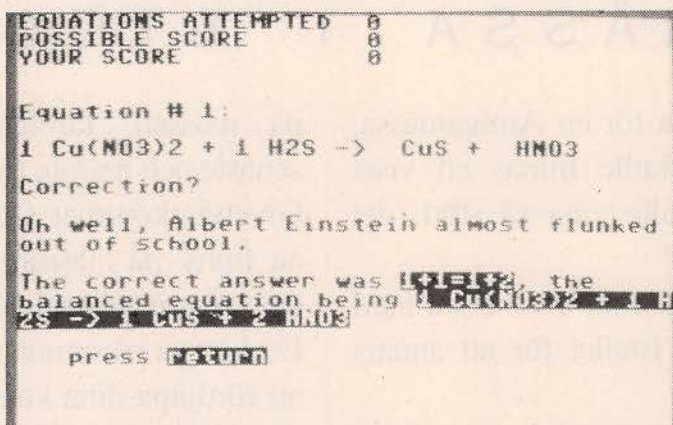 EQUATIONS ATTEMPTED 0
POSSIBLE SCORE 0
YOUR SCORE 0
Equation # 1:
1 Cu(NO3)2 + 1 H2S -> CuS + HNO3
Correction?
Oh well, Albert Einstein almost flunked
out of school.
The correct answer was 1+1=1+2, the
balanced equation being 1 Cu(NO3)2 + 1 H
2S -> 1 CuS + 2 HNO3
press return